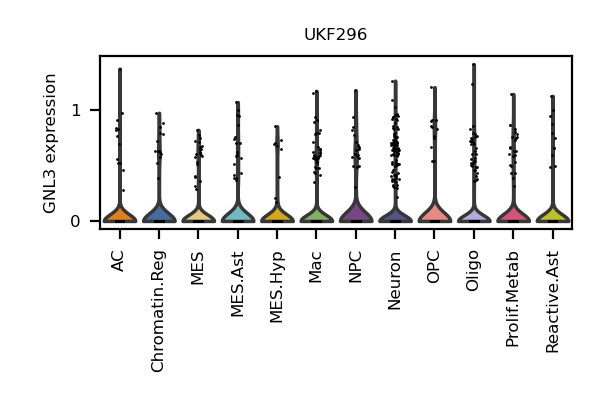 UKF296
GNL3 expression
1
0
AC
Chromatin.Reg
MES
MES.Ast
MES.Hyp
Mac
NPC
Neuron
OPC
Oligo
Prolif.Metab
Reactive.Ast